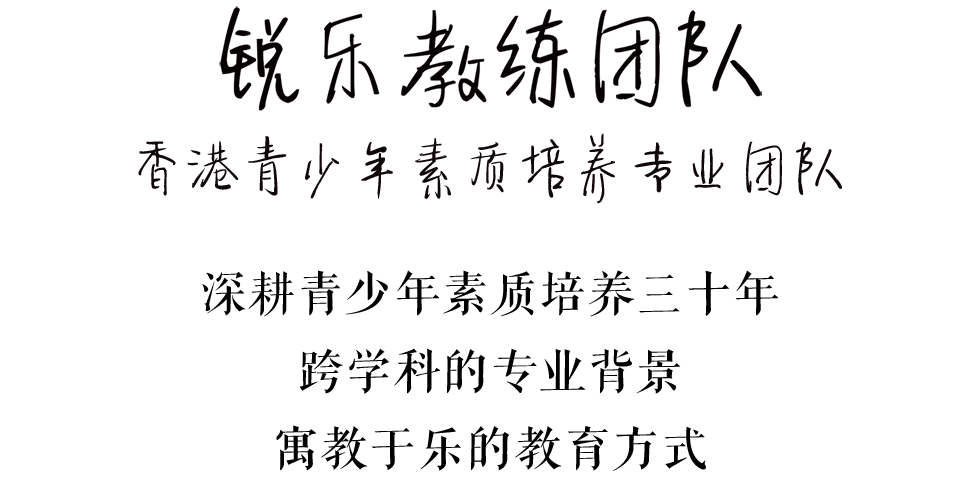 锐乐教练团队
香港青少年素质培养专业团队
深耕青少年素质培养三十年
跨学科的专业背景
寓教于乐的教育方式